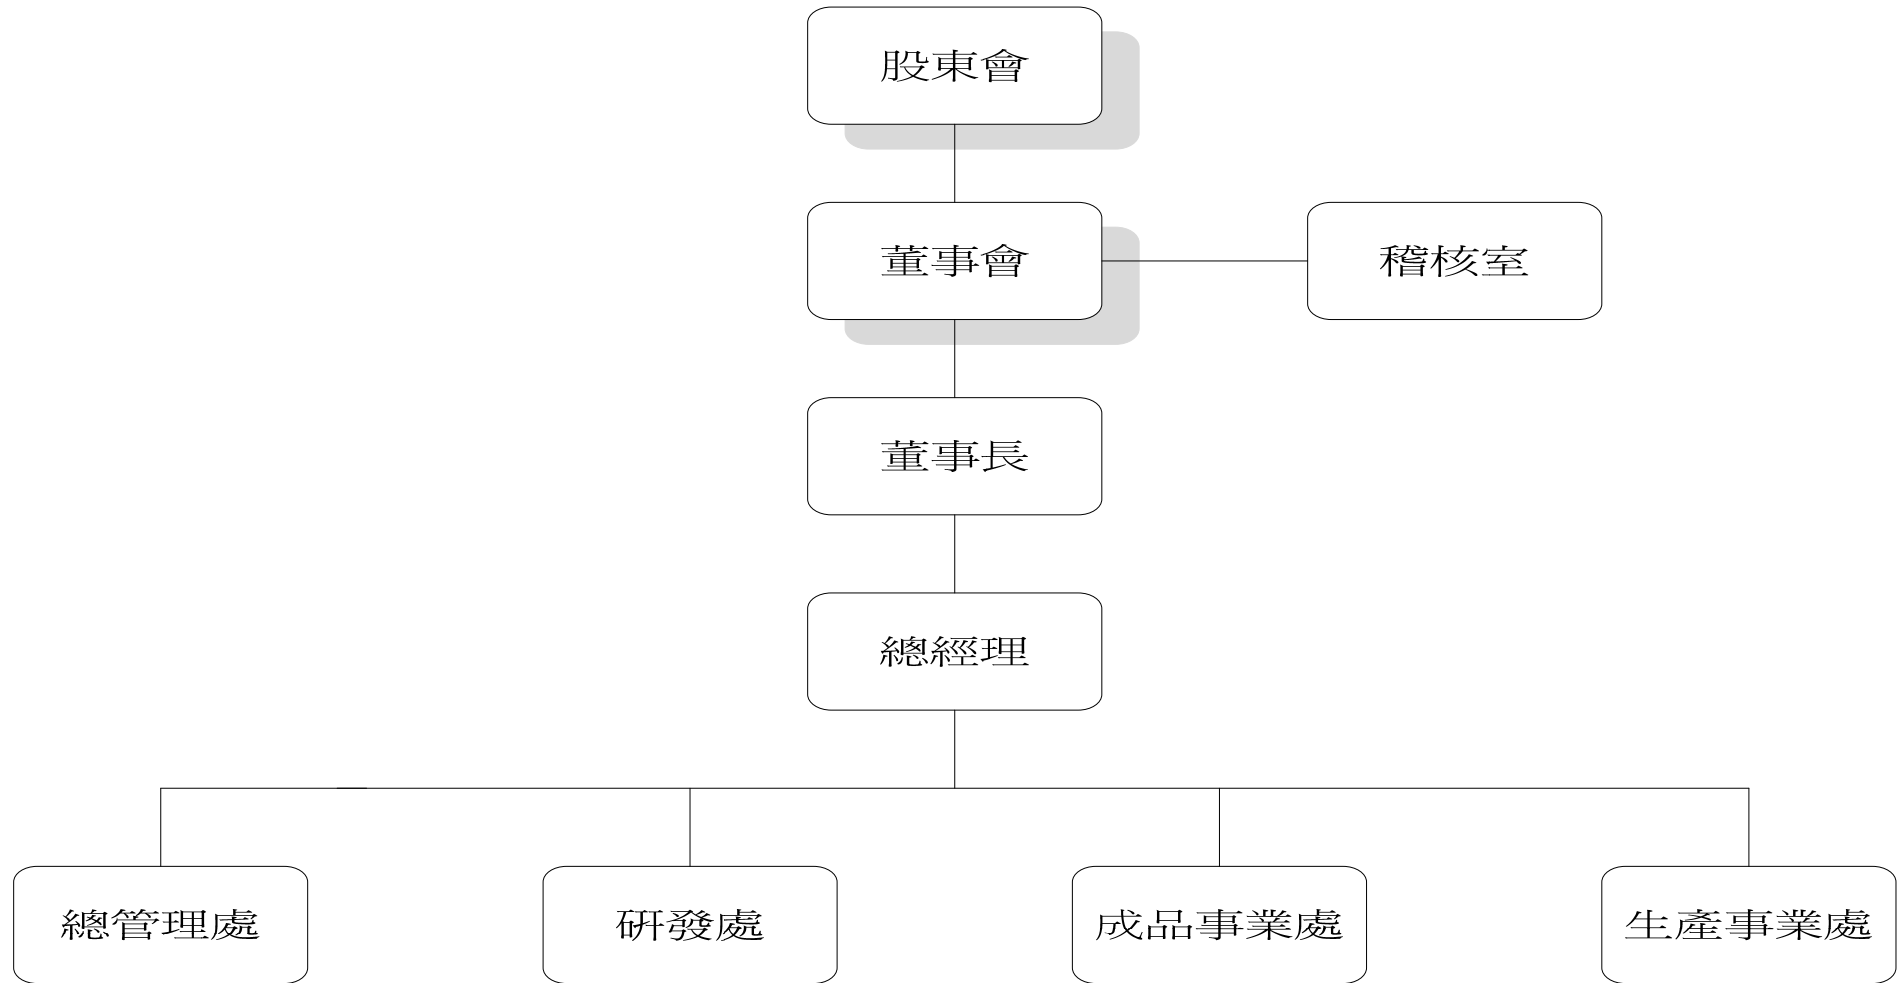 股東會
董事會
稽核室
董事長
總經理
總管理處
研發處
成品事業處
生產事業處